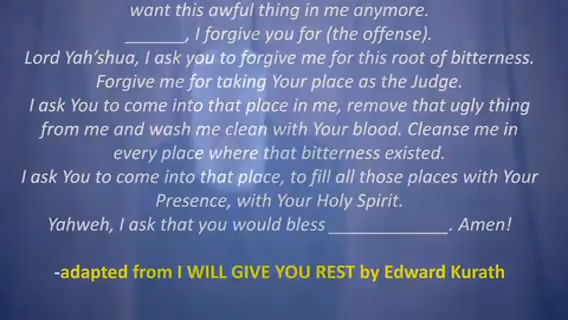 want this awful thing in me anymore.
______, I forgive you for (the offense).
Lord Yah’shua, I ask you to forgive me for this root of bitterness.
Forgive me for taking Your place as the Judge.
I ask You to come into that place in me, remove that ugly thing
from me and wash me clean with Your blood. Cleanse me in
every place where that bitterness existed.
I ask You to come into that place, to fill all those places with Your
Presence, with Your Holy Spirit.
Yahweh, I ask that you would bless ____________. Amen!
-adapted from I WILL GIVE YOU REST by Edward Kurath